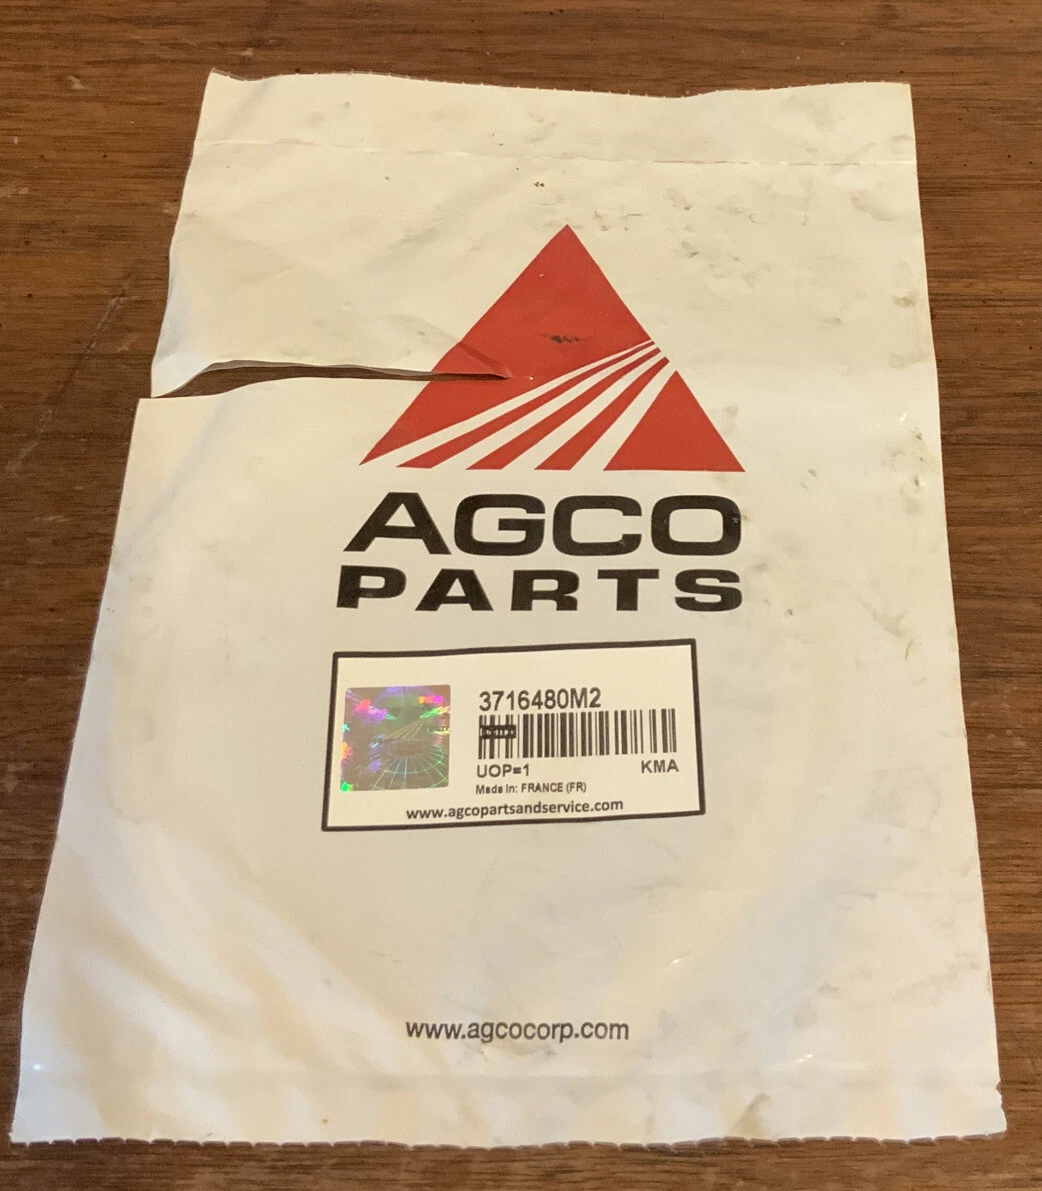 AGCO
PARTS
3716480M2
UOP=1 KMA
Made In: FRANCE (FR)
www.agcopartsandservice.com
www.agcocorp.com